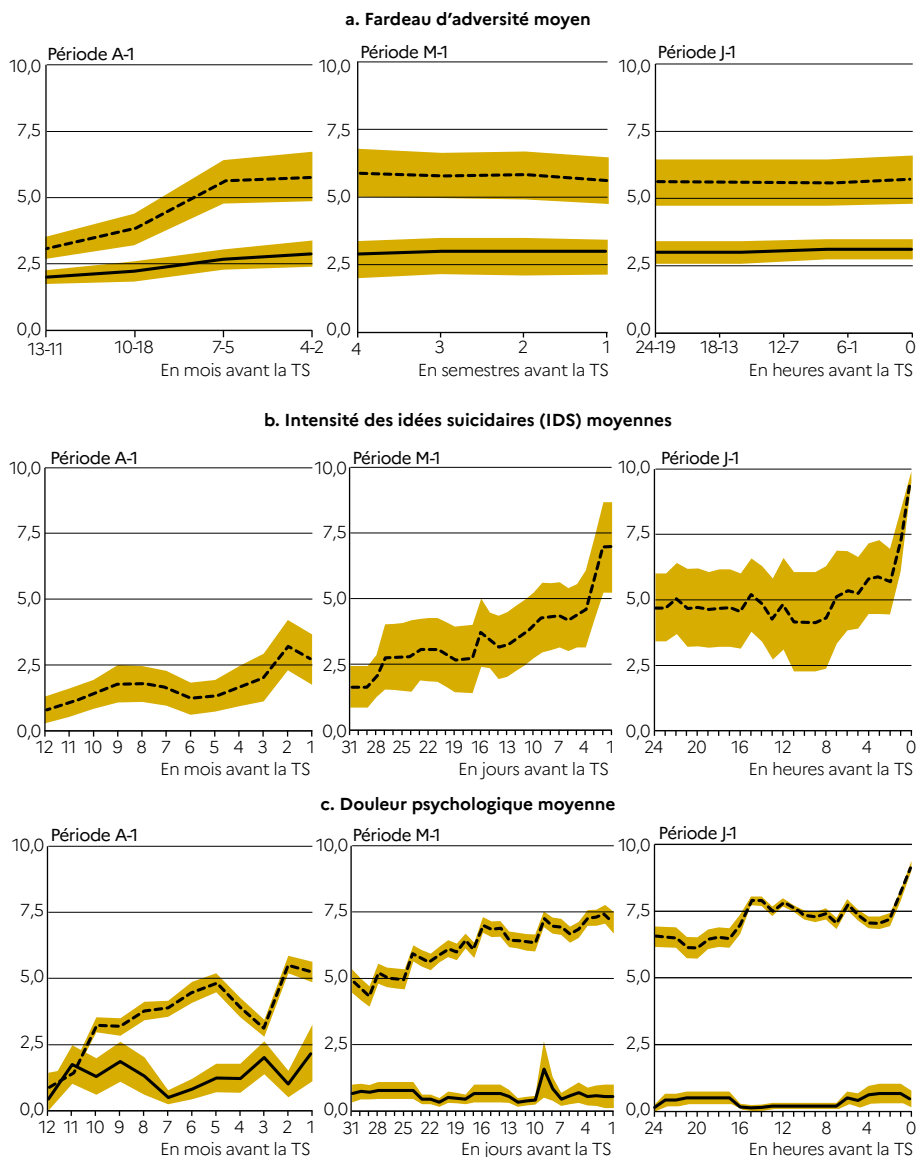 a. Fardeau d’adversité moyen
Période A-1 Période M-1 Période J-1
10,0 10,0 10,0
7,5 7,5 7,5
5,0 5,0 5,0
2,5 2,5 2,5
0,0 0,0 0,0
13-11 10-18 7-5 4-2 4 3 2 1 24-19 18-13 12-7 6-1 0
En mois avant la TS En semestres avant la TS En heures avant la TS
b. Intensité des idées suicidaires (IDS) moyennes
Période A-1 Période M-1 Période J-1
10,0 10,0 10,0
7,5 7,5 7,5
5,0 5,0 5,0
2,5 2,5 2,5
0,0 0,0 0,0
12 11 10 9 8 7 6 5 4 3 2 1 31 28 25 22 19 16 13 10 7 4 1 24 20 16 12 8 4 0
En mois avant la TS En jours avant la TS En heures avant la TS
c. Douleur psychologique moyenne
Période A-1 Période M-1 Période J-1
10,0 10,0 10,0
7,5 7,5 7,5
5,0 5,0 5,0
2,5 2,5 2,5
0,0 0,0 0,0
12 11 10 9 8 7 6 5 4 3 2 1 31 28 25 22 19 16 13 10 7 4 1 24 20 16 12 8 4 0
En mois avant la TS En jours avant la TS En heures avant la TS